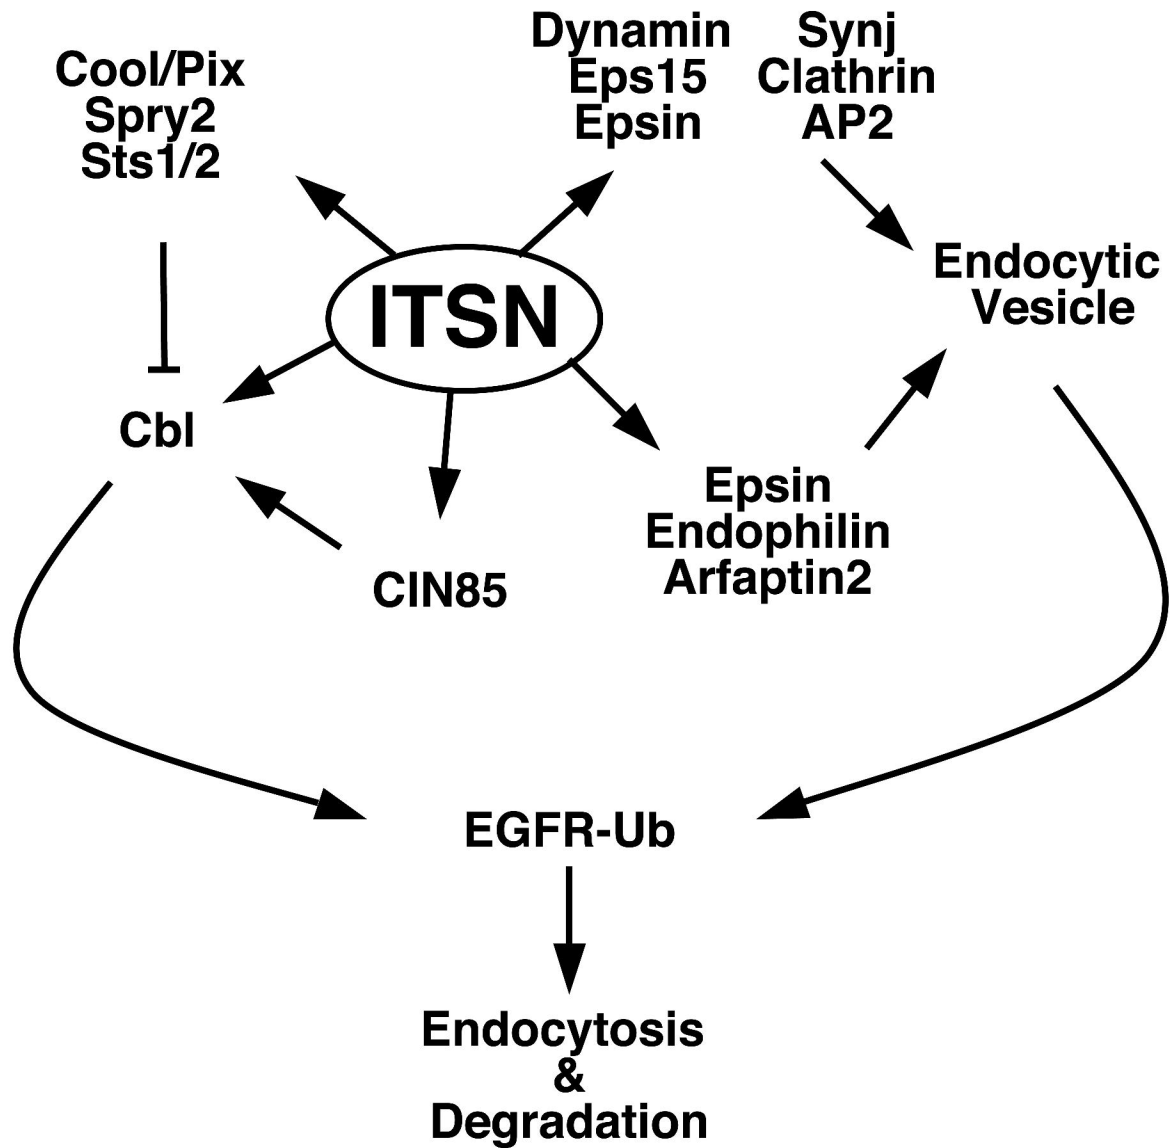 Cool/Pix
Spry2
Sts1/2
Dynamin
Eps15
Epsin
Synj
Clathrin
AP2
Endocytic
Vesicle
ITSN
Cbl
CIN85
Epsin
Endophilin
Arfaptin2
EGFR-Ub
Endocytosis
&
Degradation